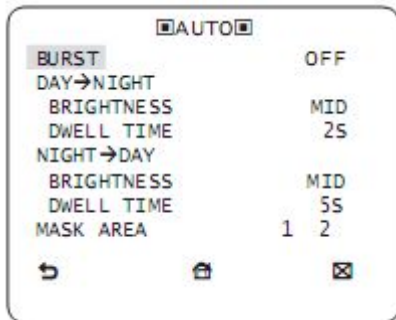 ▣AUTO▣
BURST OFF
DAY→NIGHT
BRIGHTNESS MID
DWELL TIME 2S
NIGHT→DAY
BRIGHTNESS MID
DWELL TIME 5S
MASK AREA 1 2